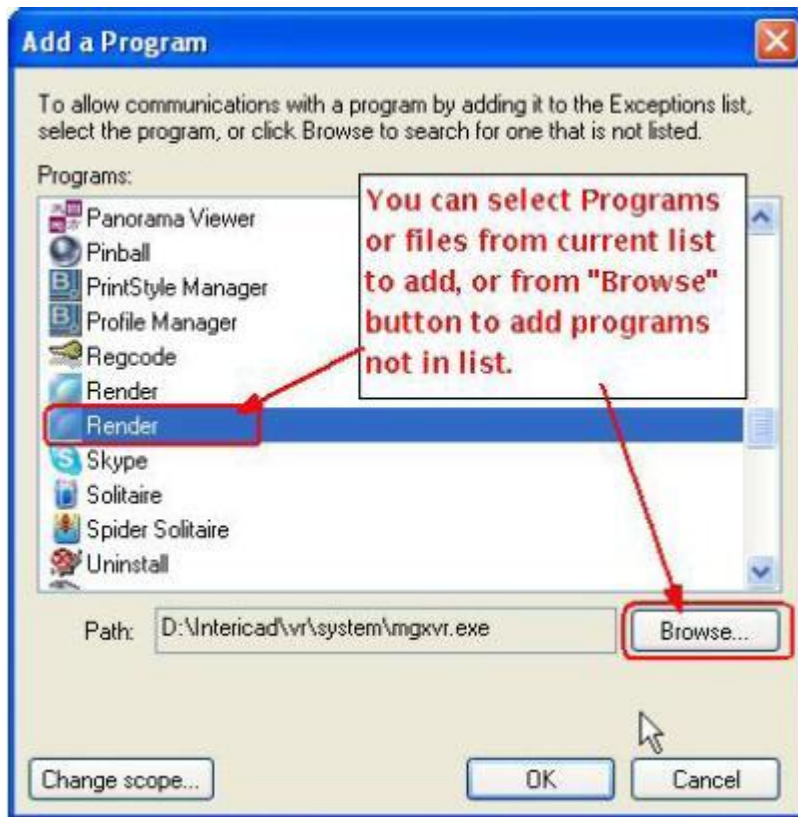 Add a Program
To allow communications with a program by adding it to the Exceptions list,
select the program, or click Browse to search for one that is not listed.
Programs:
Panorama Viewer
Pinball
PrintStyle Manager
Profile Manager
Regcode
Render
Render
Skype
Solitaire
Spider Solitaire
Uninstall
You can select Programs
or files from current list
to add, or from "Browse"
button to add programs
not in list.
Path:
D:\Intericad\vr\system\mgxvr.exe
Browse...
Change scope...
OK
Cancel